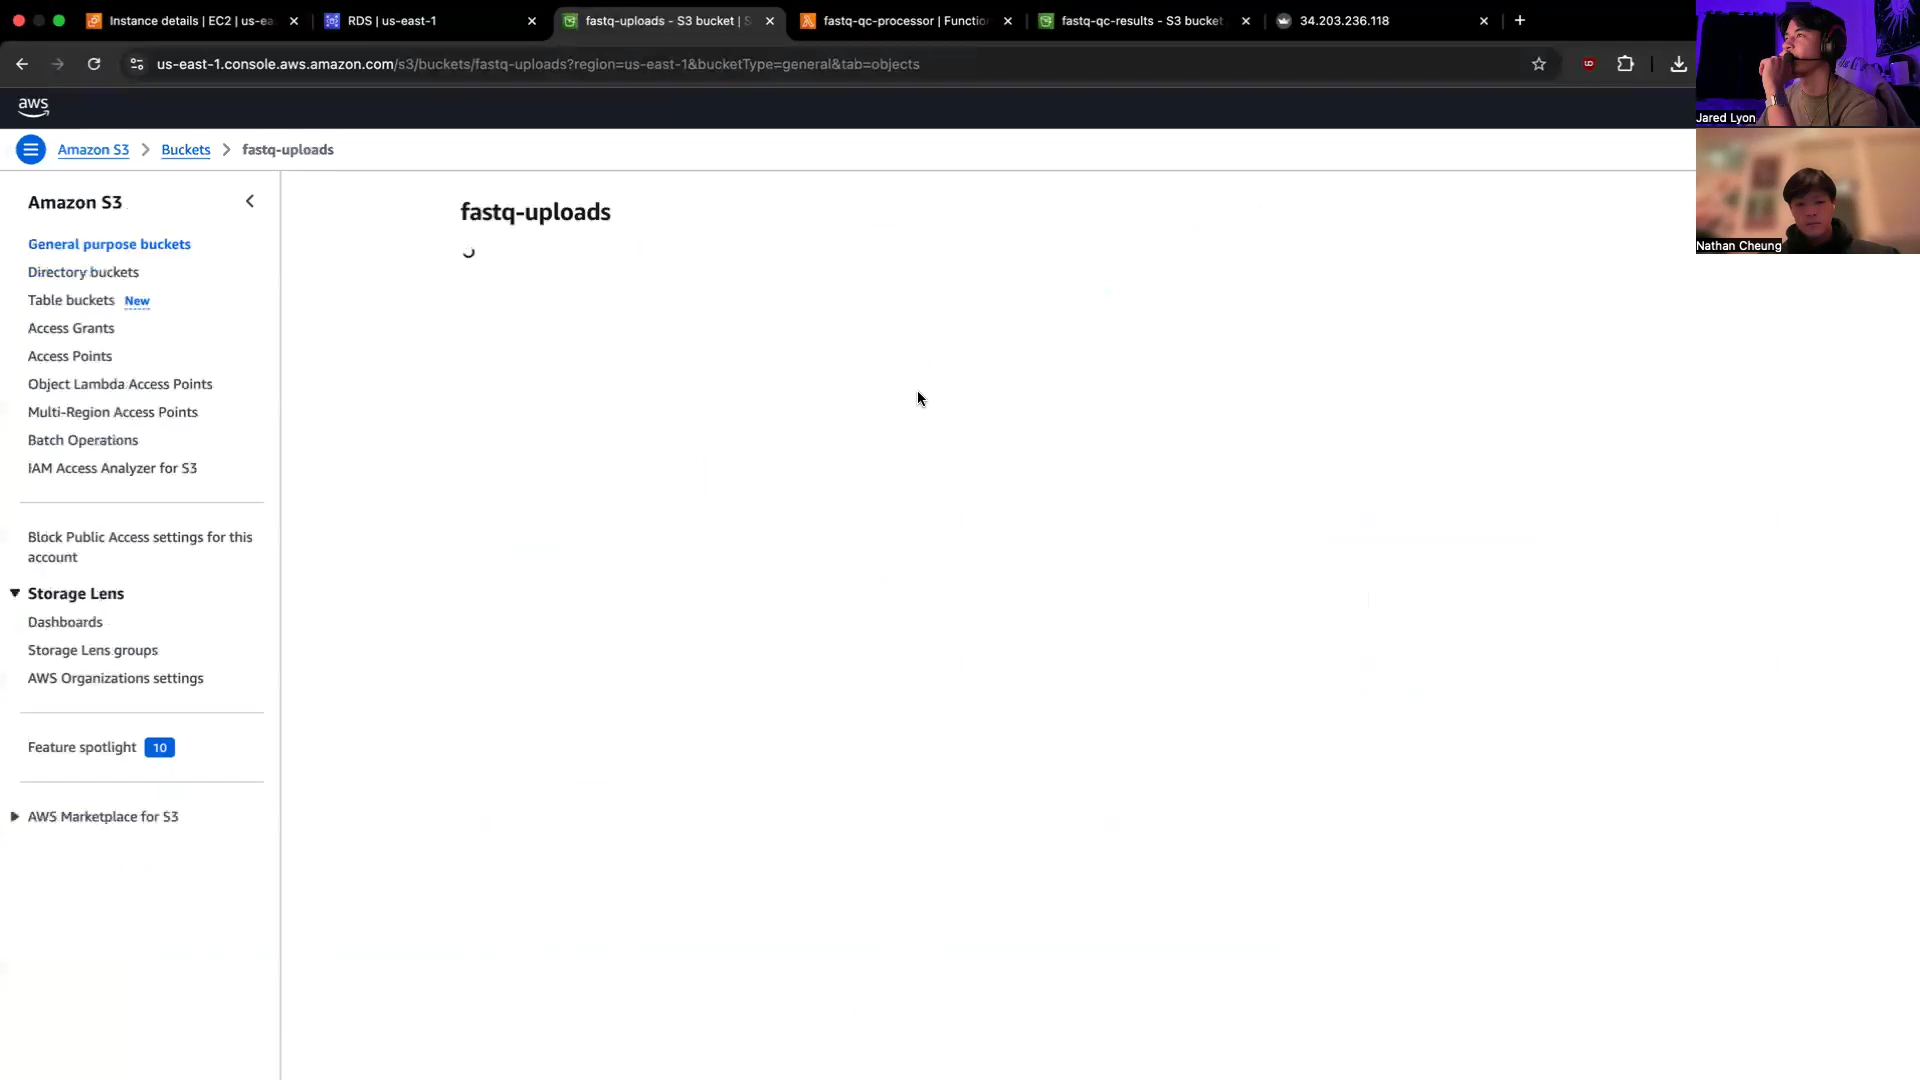 Instance details | EC2 | us-ea
RDS | us-east-1
fastq-uploads - S3 bucket | S
fastq-qc-processor | Functio
fastq-qc-results - S3 bucket
34.203.236.118
us-east-1.console.aws.amazon.com/s3/buckets/fastq-uploads?region=us-east-1&bucketType=general&tab=objects
aws
Jared Lyon
Nathan Cheung
Amazon S3
Buckets
fastq-uploads
Amazon S3
General purpose buckets
Directory buckets
Table buckets New
Access Grants
Access Points
Object Lambda Access Points
Multi-Region Access Points
Batch Operations
IAM Access Analyzer for S3
Block Public Access settings for this
account
Storage Lens
Dashboards
Storage Lens groups
AWS Organizations settings
Feature spotlight 10
AWS Marketplace for S3
fastq-uploads